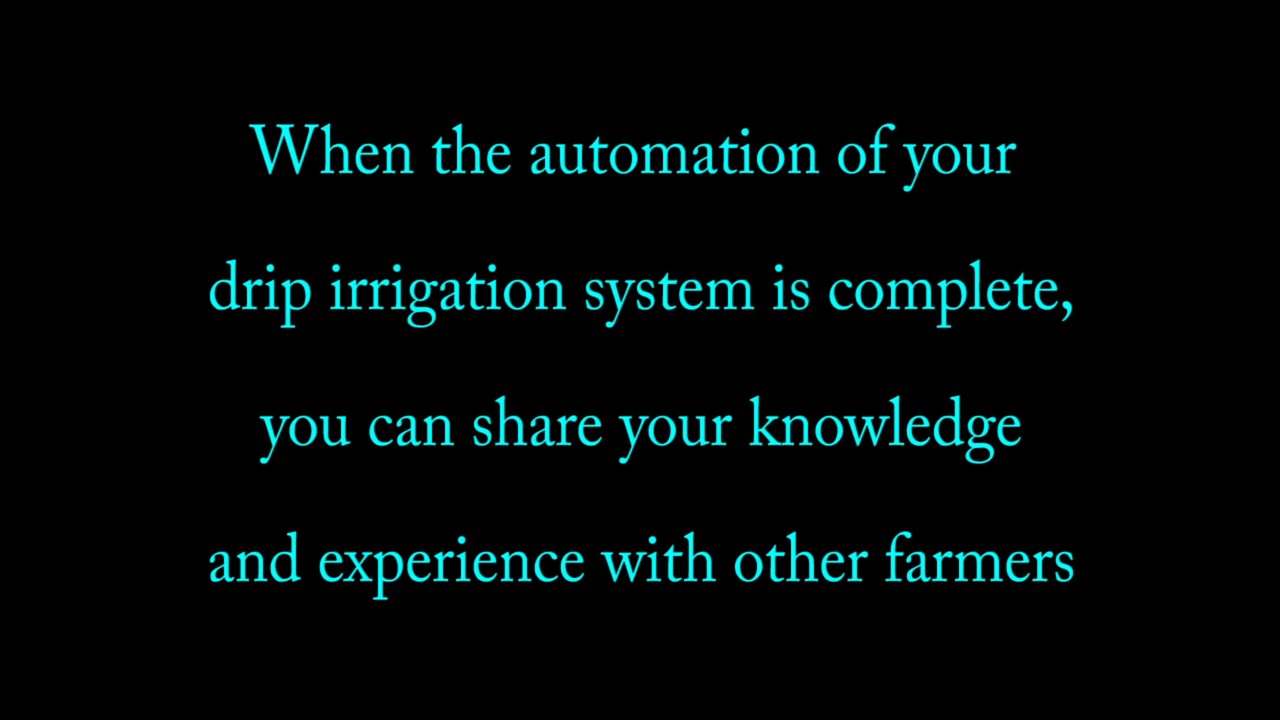 When the automation of your
drip irrigation system is complete,
you can share your knowledge
and experience with other farmers